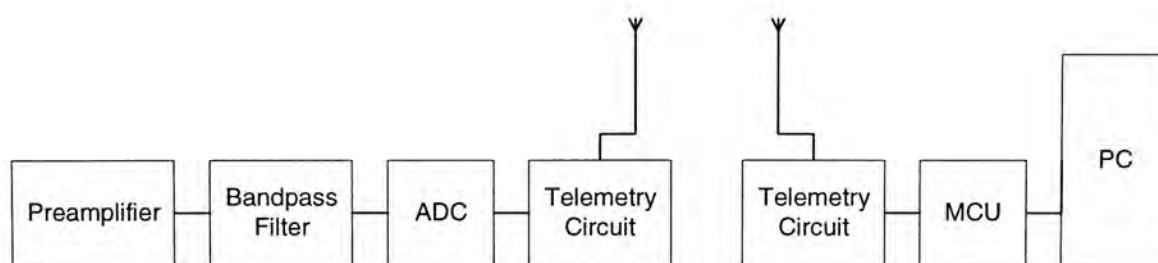 Preamplifier
Bandpass
Filter
ADC
Telemetry
Circuit
Telemetry
Circuit
MCU
PC